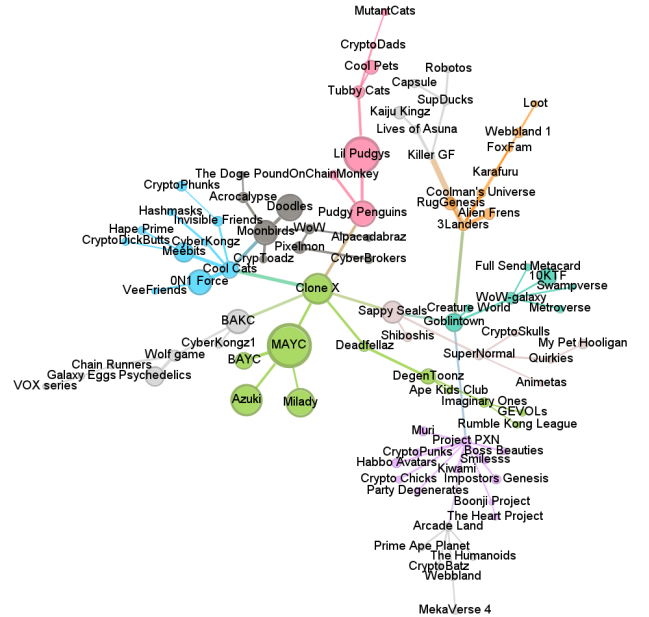 MutantCats
CryptoDads
Cool Pets
Robotos
Capsule
Tubby Cats
SupDucks
Loot
Kaiju Kingz
Lives of Asuna
Webbland 1
FoxFam
Lil Pudgys
Killer GF
Karafuru
The Doge PoundOnChainMonkey
CryptoPhunks
Acrocalypse
Coolman's Universe
RugGenesis
Doodles
Hashmasks
Pudgy Penguins
Alien Frens
Invisible Friends
3Landers
Hape Prime
Moonbirds
WoW
Alpacadabraz
CryptoDickButts
CyberKongz
Meebits
Pixelmon
CrypToadz
CyberBrokers
Cool Cats
Full Send Metacard
10KTF
0N1 Force
VeeFriends
Clone X
Swampverse
WoW-galaxy
Creature World
Metroverse
Sappy Seals
BAKC
Goblintown
Shiboshis
CryptoSkulls
CyberKongz1
MAYC
Deadfellaz
My Pet Hooligan
Wolf game
BAYC
SuperNormal
Quirkies
Chain Runners
Galaxy Eggs Psychedelics
DegenToonz
VOX series
Animetas
Ape Kids Club
Azuki
Milady
Imaginary Ones
GEVOLs
Rumble Kong League
Muri
Project PXN
CryptoPunks
Boss Beauties
Habbo Avatars
Smilesss
Kiwami
Crypto Chicks
Impostors Genesis
Party Degenerates
Boonji Project
The Heart Project
Arcade Land
Prime Ape Planet
The Humanoids
CryptoBatz
Webbland
MekaVerse 4